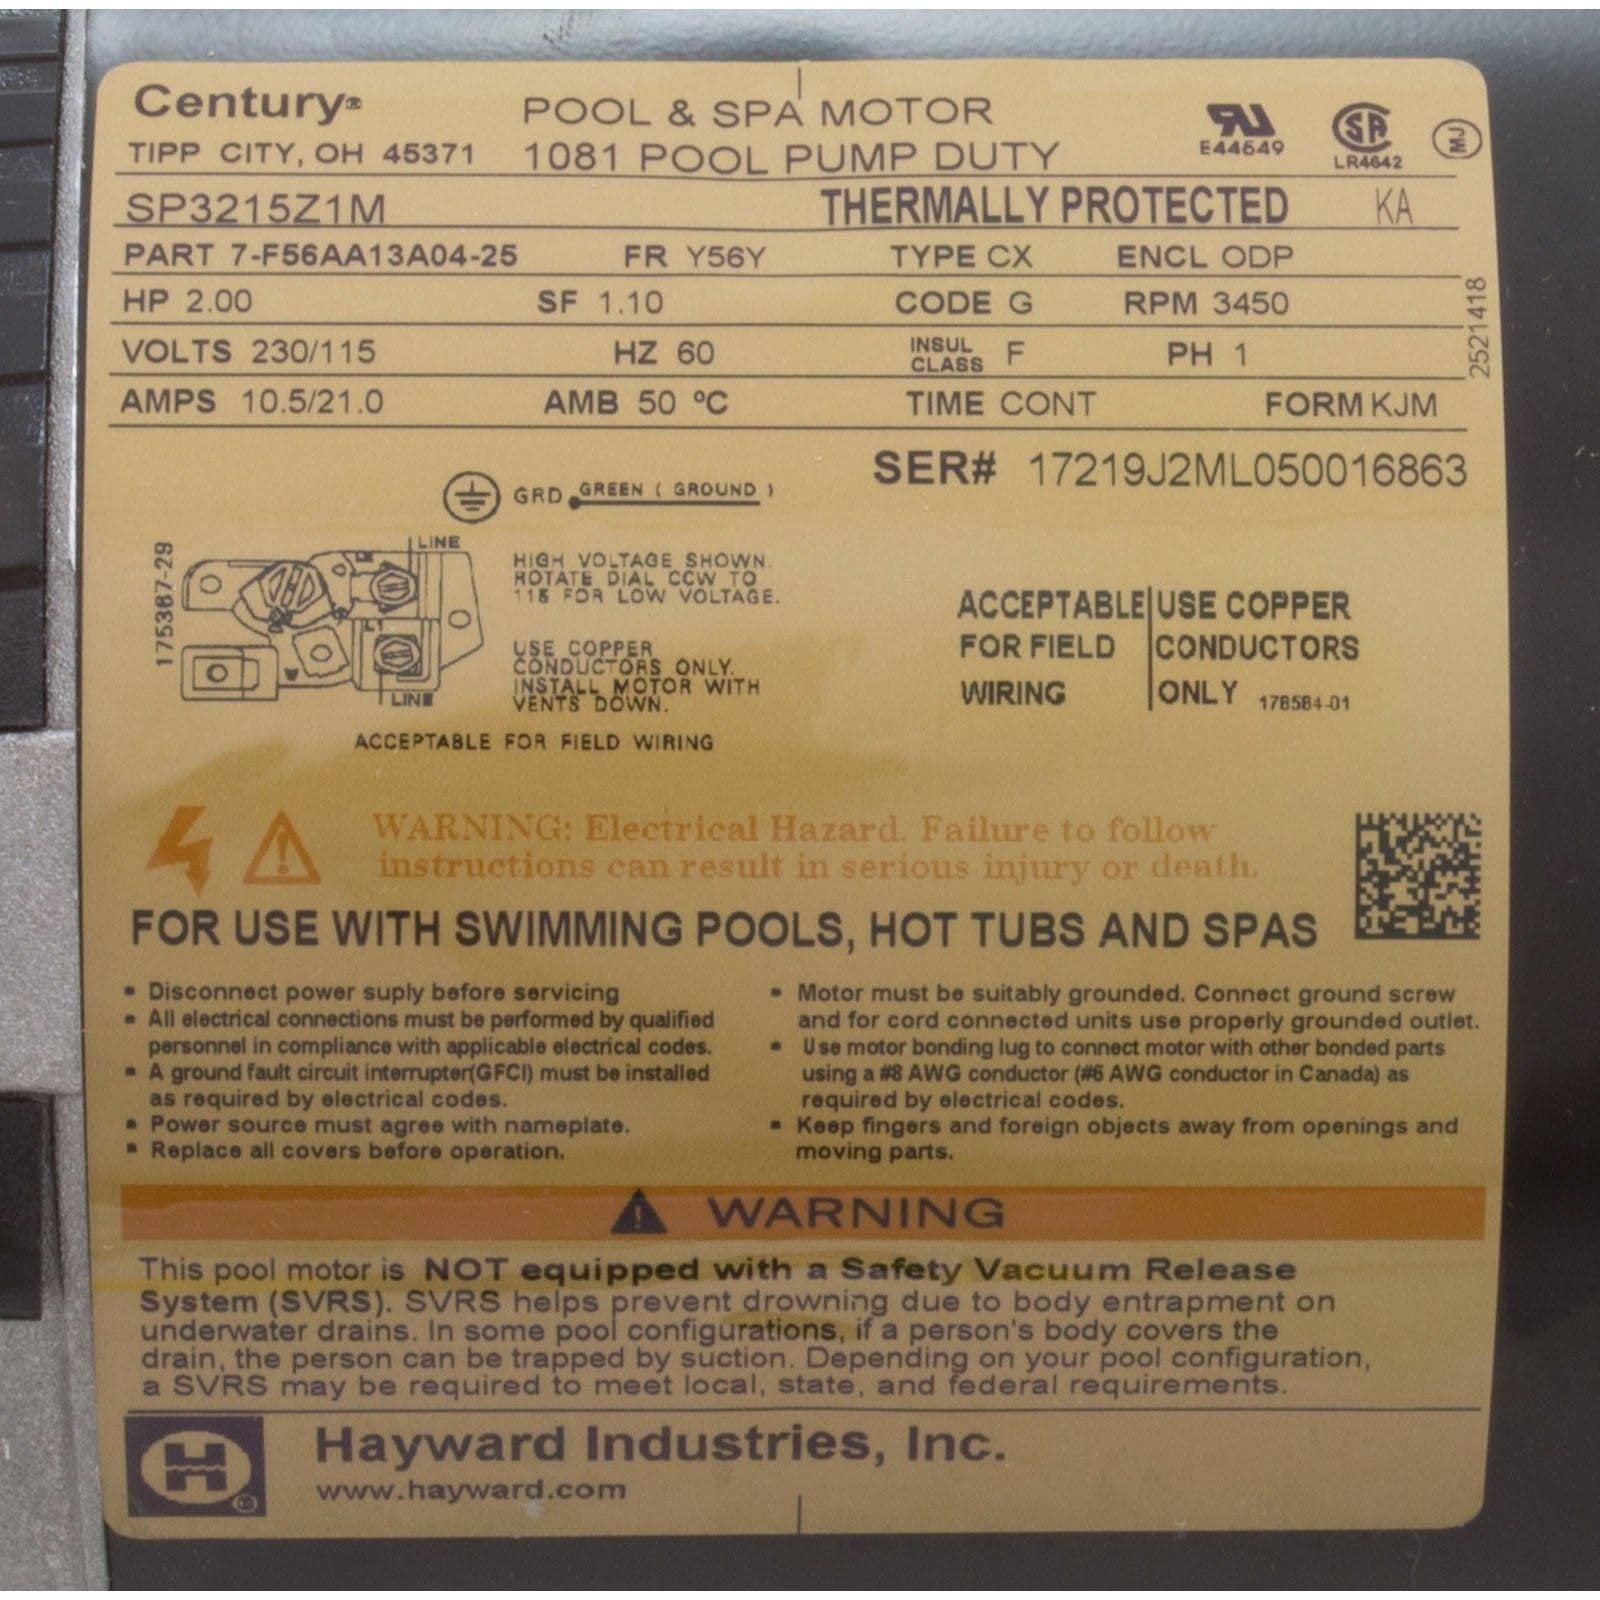 Century®
POOL & SPA MOTOR
TIPP CITY, OH 45371
1081 POOL PUMP DUTY
E44649
SA
LR4642
MJ
SP3215Z1M
THERMALLY PROTECTED
KA
PART 7-F56AA13A04-25 FR Y56Y TYPE CX ENCL ODP
HP 2.00 SF 1.10 CODE G RPM 3450
VOLTS 230/115 HZ 60 INSUL CLASS F PH 1
AMPS 10.5/21.0 AMB 50 ºC TIME CONT FORM KJM
2521418
SER# 17219J2ML050016863
GRD GREEN ( GROUND )
175367-29
LINE
L1
LINE
HIGH VOLTAGE SHOWN.
ROTATE DIAL CCW TO
115 FOR LOW VOLTAGE.
USE COPPER
CONDUCTORS ONLY.
INSTALL MOTOR WITH
VENTS DOWN.
ACCEPTABLE FOR FIELD WIRING
ACCEPTABLE
FOR FIELD
WIRING
USE COPPER
CONDUCTORS
ONLY 178584-01
WARNING: Electrical Hazard. Failure to follow
instructions can result in serious injury or death.
FOR USE WITH SWIMMING POOLS, HOT TUBS AND SPAS
▪ Disconnect power suply before servicing
▪ All electrical connections must be performed by qualified
personnel in compliance with applicable electrical codes.
▪ A ground fault circuit interrupter(GFCI) must be installed
as required by electrical codes.
▪ Power source must agree with nameplate.
▪ Replace all covers before operation.
▪ Motor must be suitably grounded. Connect ground screw
and for cord connected units use properly grounded outlet.
▪ Use motor bonding lug to connect motor with other bonded parts
using a #8 AWG conductor (#6 AWG conductor in Canada) as
required by electrical codes.
▪ Keep fingers and foreign objects away from openings and
moving parts.
WARNING
This pool motor is NOT equipped with a Safety Vacuum Release
System (SVRS). SVRS helps prevent drowning due to body entrapment on
underwater drains. In some pool configurations, if a person's body covers the
drain, the person can be trapped by suction. Depending on your pool configuration,
a SVRS may be required to meet local, state, and federal requirements.
H
Hayward Industries, Inc.
www.hayward.com